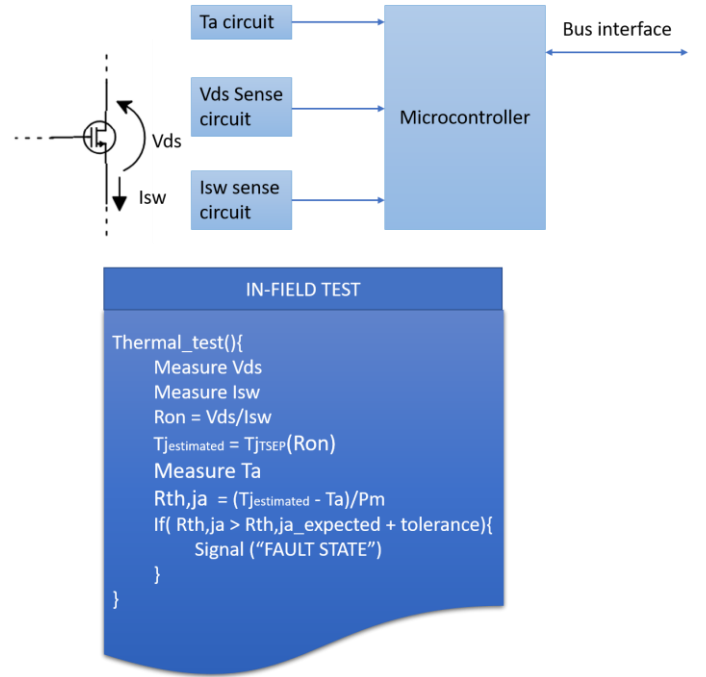 Ta circuit
Bus interface
Vds Sense
circuit
Microcontroller
Vds
Isw
Isw sense
circuit
IN-FIELD TEST
Thermal_test(){
Measure Vds
Measure Isw
Ron = Vds/Isw
Tjestimated = TjTSEP(Ron)
Measure Ta
Rth,ja = (Tjestimated - Ta)/Pm
If( Rth,ja > Rth,ja_expected + tolerance){
Signal (“FAULT STATE”)
}
}